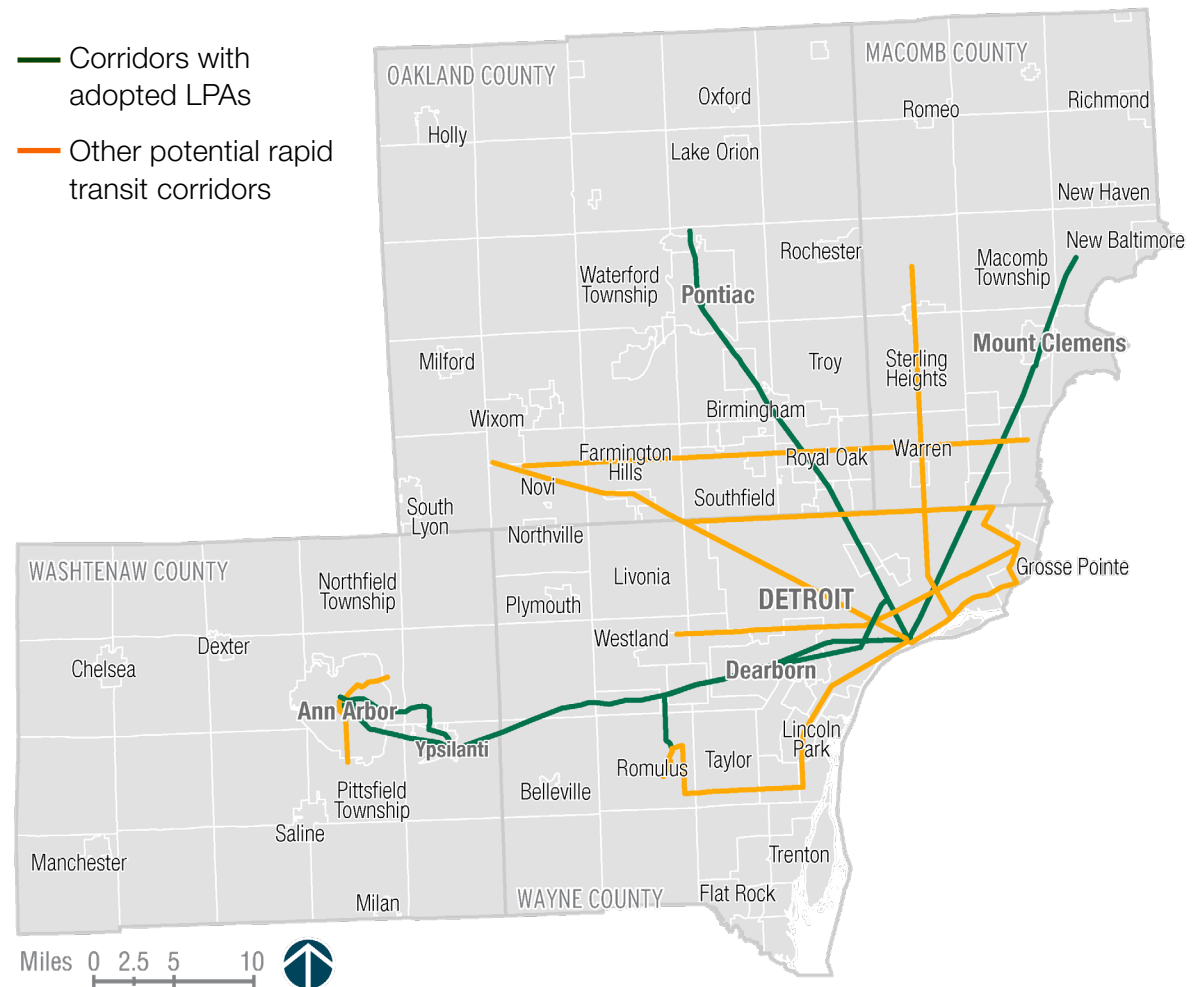 Corridors with
adopted LPAs
Other potential rapid
transit corridors
OAKLAND COUNTY
MACOMB COUNTY
Oxford
Holly
Romeo
Richmond
Lake Orion
New Haven
Rochester
New Baltimore
Macomb
Township
Waterford
Township
Pontiac
Mount Clemens
Milford
Troy
Sterling
Heights
Birmingham
Wixom
Farmington
Hills
Royal Oak
Warren
Novi
Southfield
South
Lyon
Northville
WASHTENAW COUNTY
Northfield
Township
Livonia
Grosse Pointe
Plymouth
DETROIT
Westland
Dexter
Chelsea
Dearborn
Ann Arbor
Ypsilanti
Lincoln
Park
Romulus
Taylor
Belleville
Pittsfield
Township
Saline
Manchester
Trenton
Milan
WAYNE COUNTY
Flat Rock
Miles 0 2.5 5 10